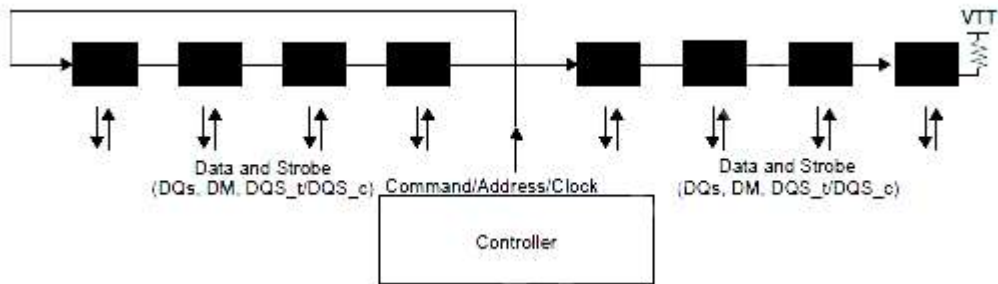 VTT
Data and Strobe
(DQs, DM, DQS_t/DQS_c)
Command/Address/Clock
Data and Strobe
(DQs, DM, DQS_t/DQS_c)
Controller